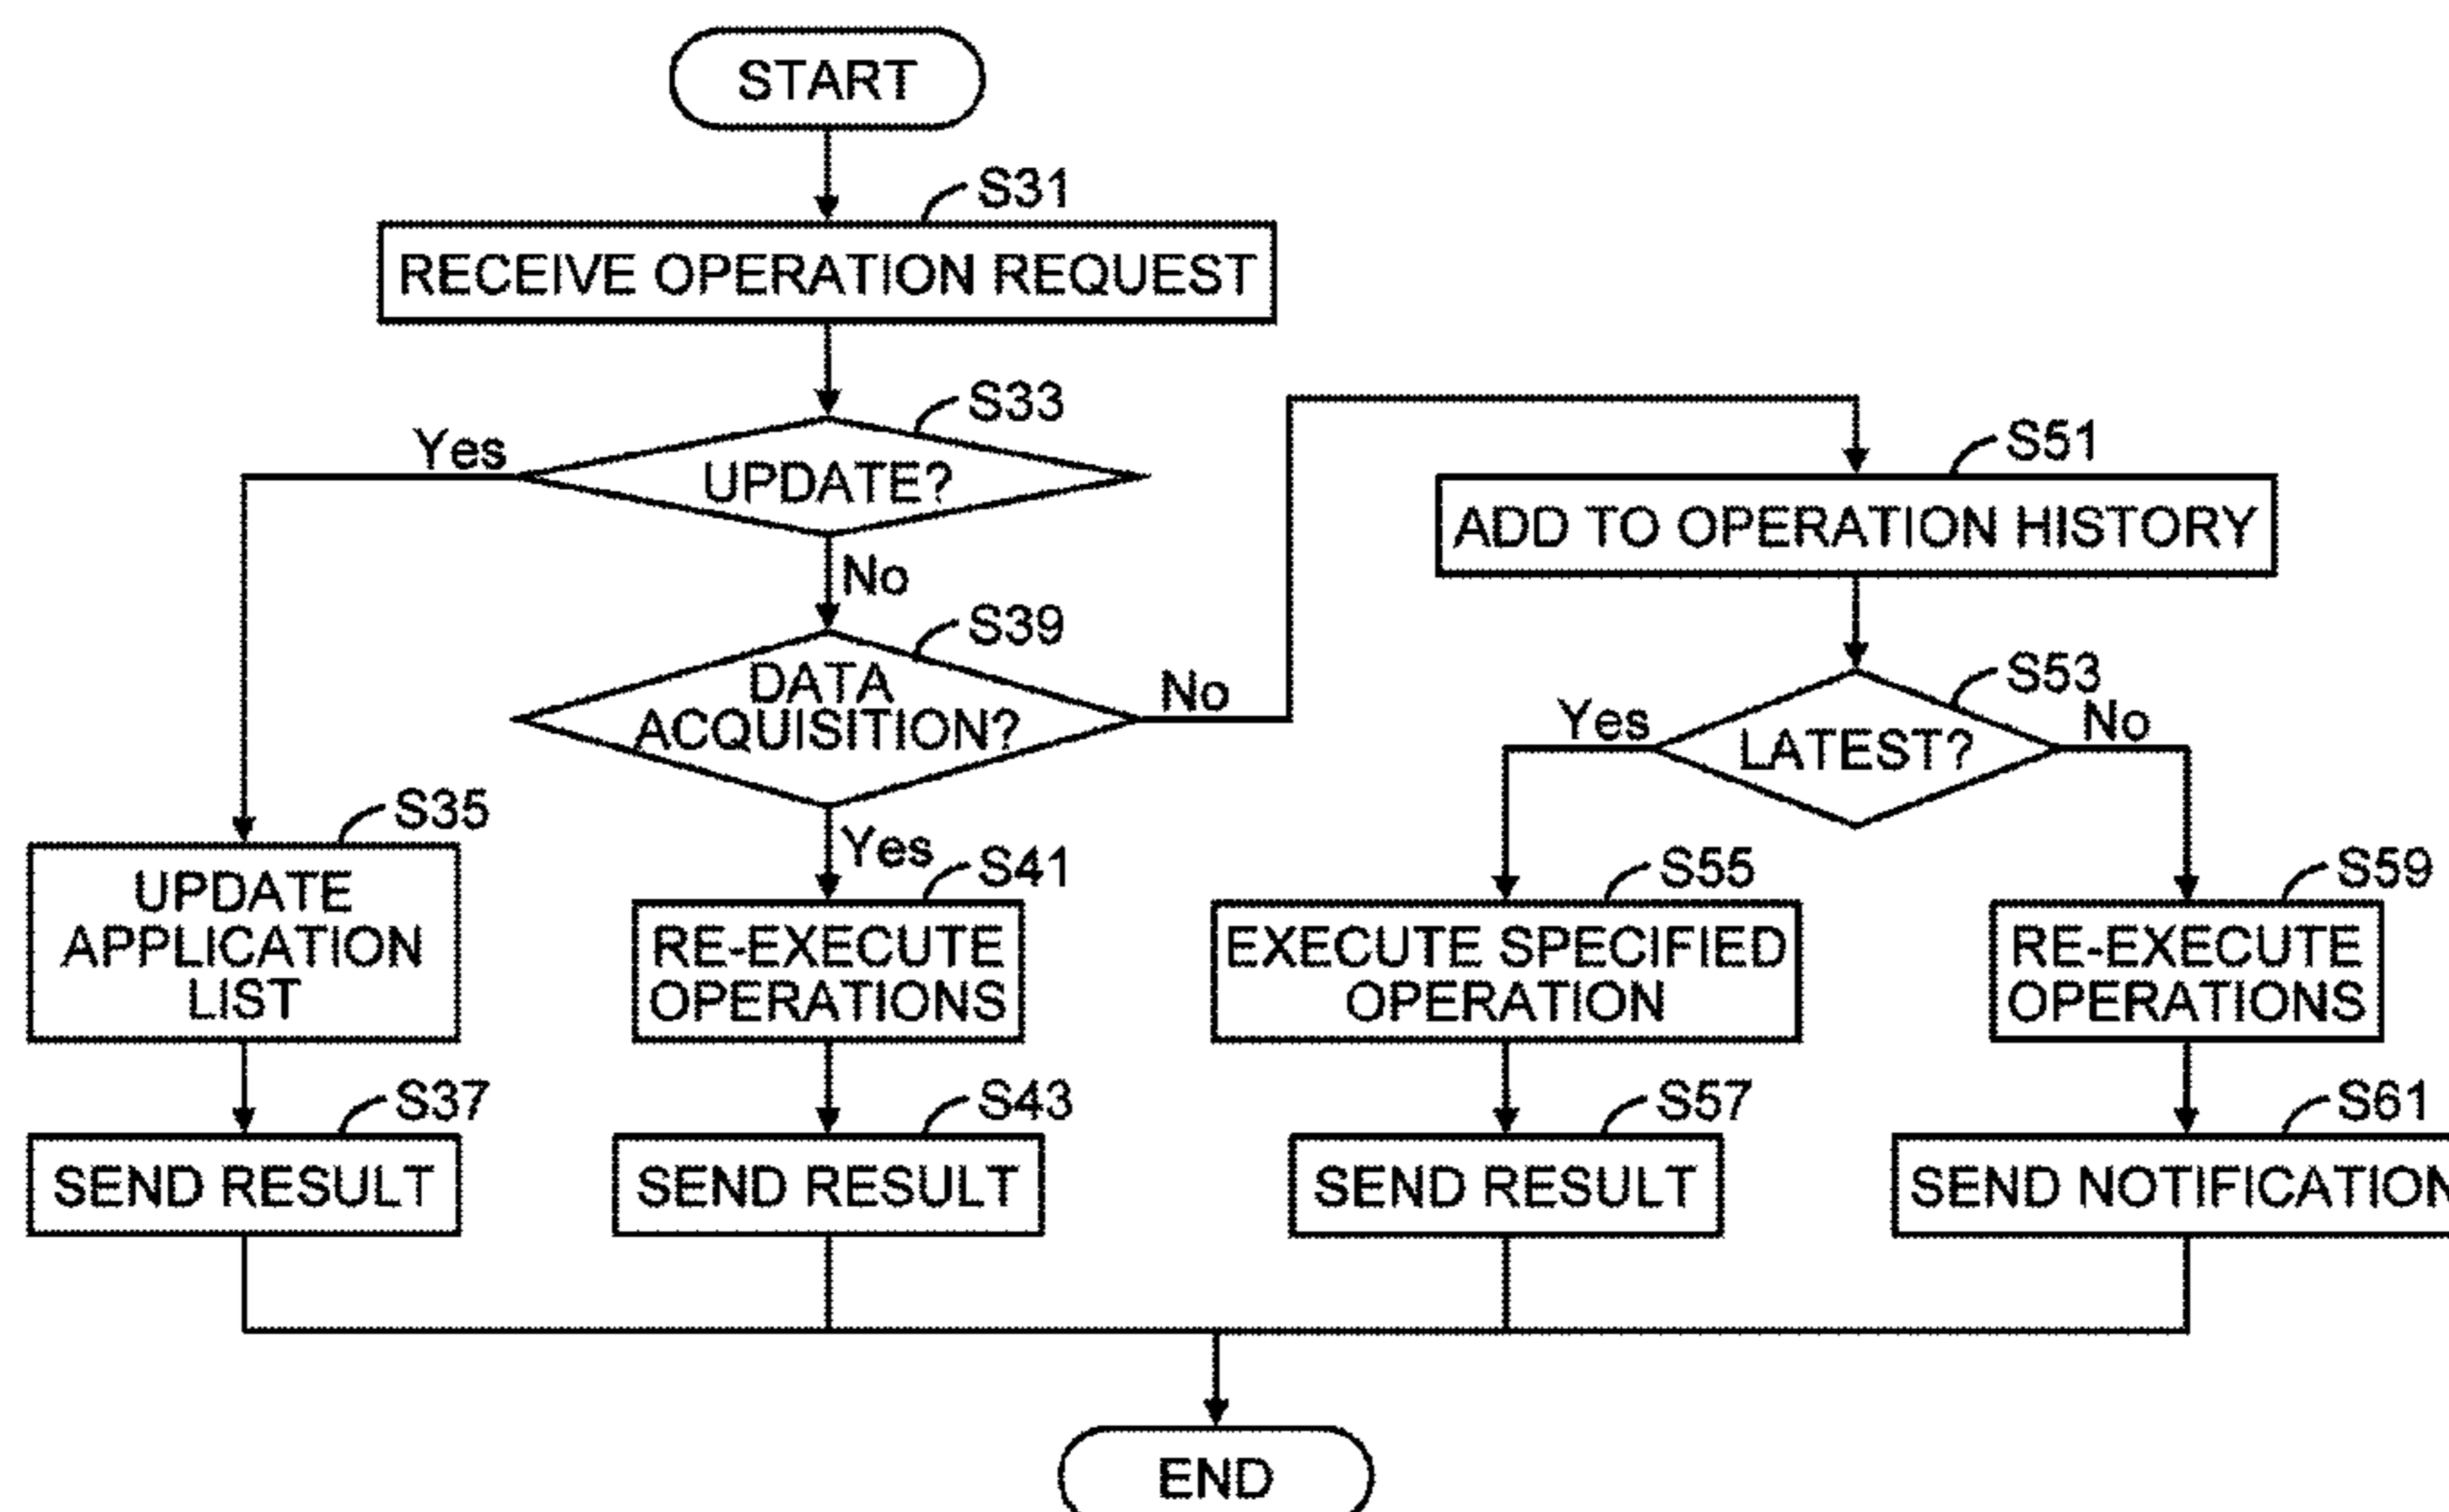 START
S31
RECEIVE OPERATION REQUEST
S33
Yes
UPDATE?
No
S39
DATA
ACQUISITION?
No
Yes
S35
UPDATE
APPLICATION
LIST
S37
SEND RESULT
S41
RE-EXECUTE
OPERATIONS
S43
SEND RESULT
S51
ADD TO OPERATION HISTORY
S53
Yes
LATEST?
No
S55
EXECUTE SPECIFIED
OPERATION
S57
SEND RESULT
S59
RE-EXECUTE
OPERATIONS
S61
SEND NOTIFICATION
END